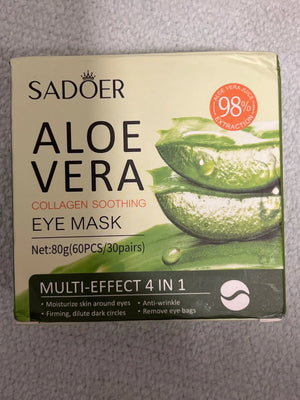 SADOER
ALOE VERA JUICE
98%
EXTRACTION
ALOE
VERA
COLLAGEN SOOTHING
EYE MASK
Net:80g(60PCS/30pairs)
MULTI-EFFECT 4 IN 1
• Moisturize skin around eyes • Anti-wrinkle
• Firming, dilute dark circles • Remove eye bags